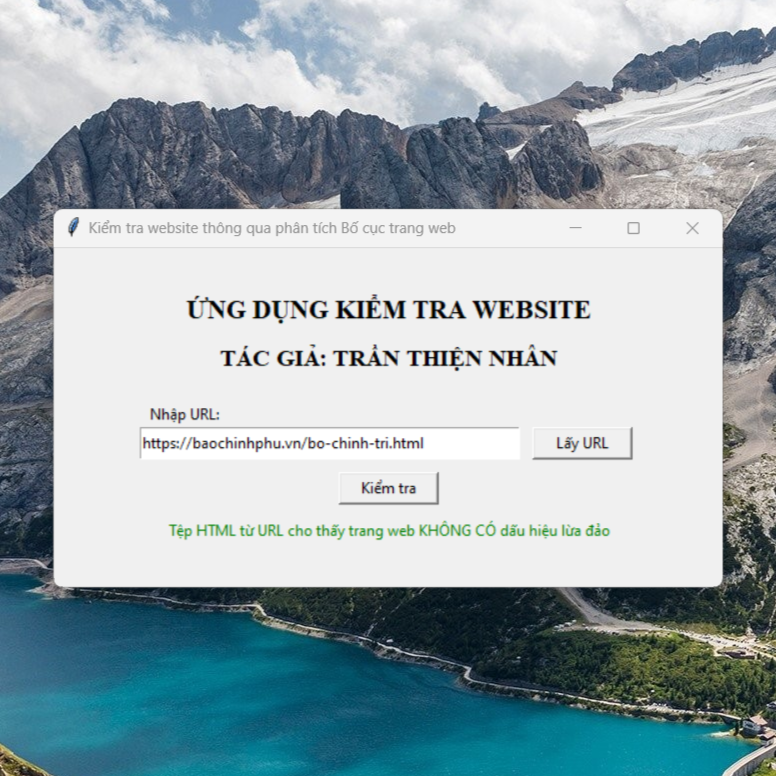 Kiểm tra website thông qua phân tích Bố cục trang web
ỨNG DỤNG KIỂM TRA WEBSITE
TÁC GIẢ: TRẦN THIỆN NHÂN
Nhập URL:
https://baochinhphu.vn/bo-chinh-tri.html
Lấy URL
Kiểm tra
Tệp HTML từ URL cho thấy trang web KHÔNG CÓ dấu hiệu lừa đảo